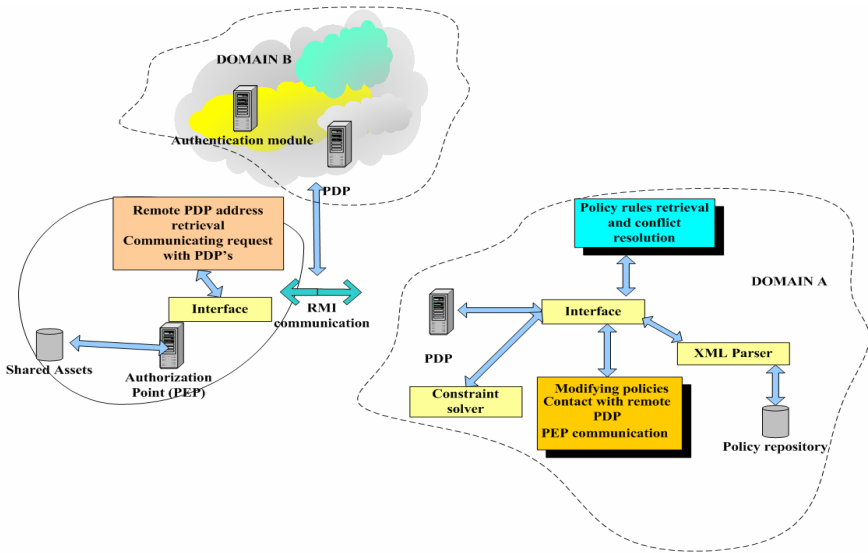 DOMAIN B
Authentication module
PDP
Remote PDP address
retrieval
Communicating request
with PDP's
Interface
RMI
communication
Shared Assets
Authorization
Point (PEP)
Policy rules retrieval
and conflict
resolution
DOMAIN A
Interface
PDP
XML Parser
Constraint
solver
Modifying policies
Contact with remote
PDP
PEP communication
Policy repository